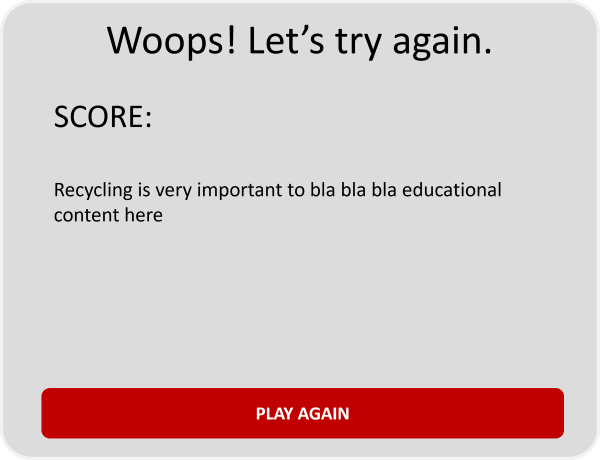 Woops! Let’s try again.
SCORE:
Recycling is very important to bla bla bla educational
content here
PLAY AGAIN